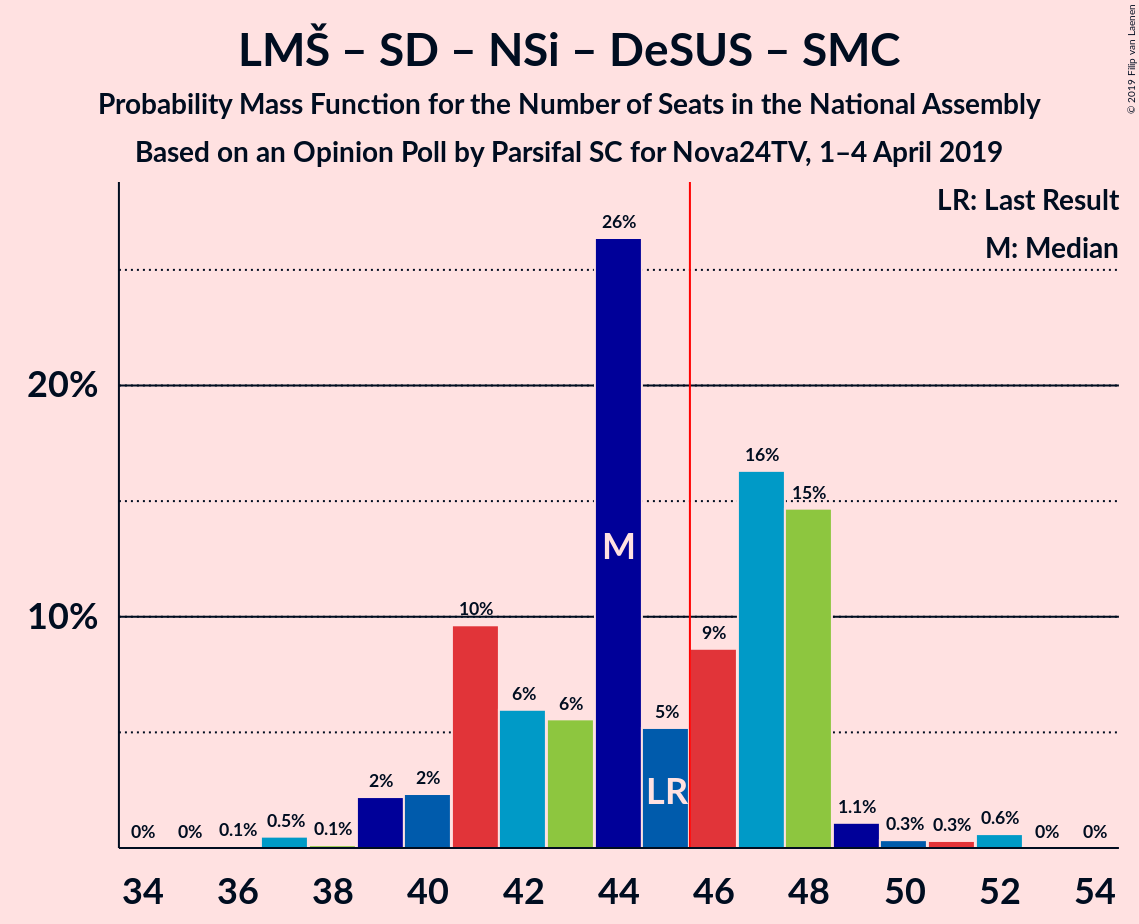 LMŠ – SD – NSi – DeSUS – SMC
Probability Mass Function for the Number of Seats in the National Assembly
Based on an Opinion Poll by Parsifal SC for Nova24TV, 1–4 April 2019
© 2019 Filip van Laenen
LR: Last Result
M: Median
20%
10%
0%
0%
0.1%
0.5%
0.1%
2%
2%
10%
6%
6%
26%
5%
9%
16%
15%
1.1%
0.3%
0.3%
0.6%
0%
0%
M
LR
34 36 38 40 42 44 46 48 50 52 54